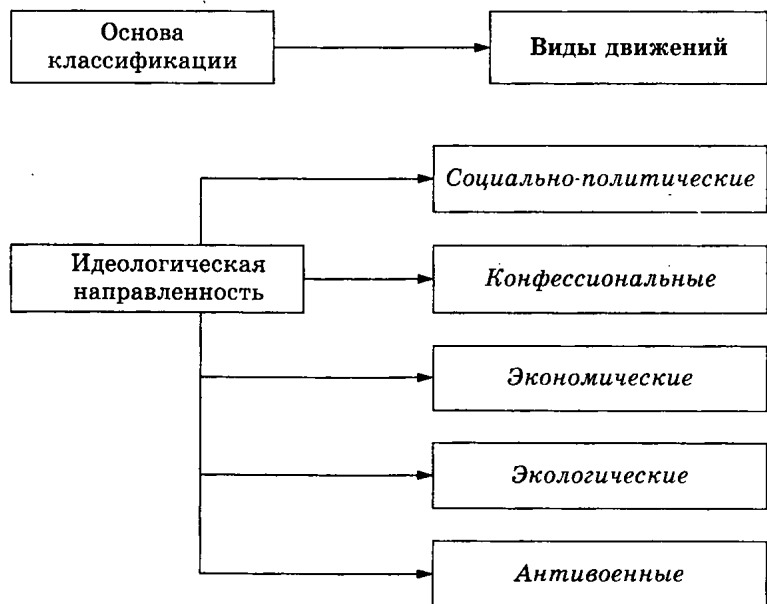 Основа
классификации
Виды движений
Социально-политические
Идеологическая
направленность
Конфессиональные
Экономические
Экологические
Антивоенные